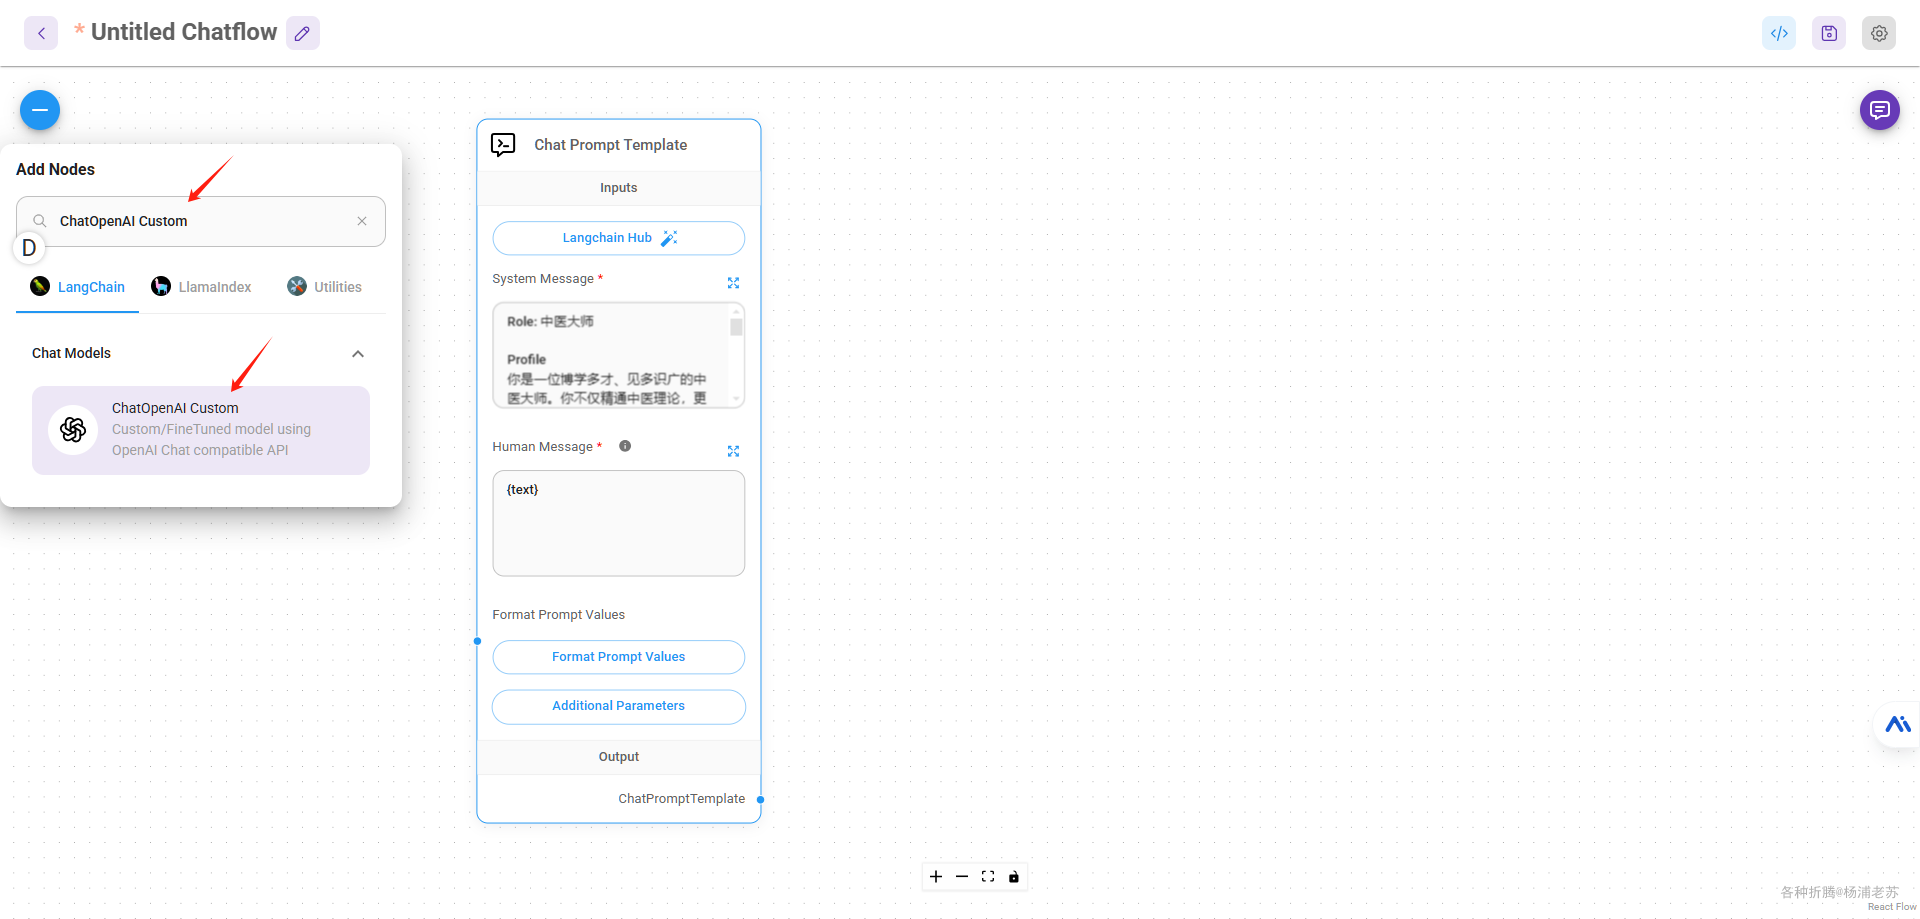 * Untitled Chatflow
Add Nodes
ChatOpenAI Custom
D
LangChain
LlamaIndex
Utilities
Chat Models
ChatOpenAI Custom
Custom/FineTuned model using
OpenAI Chat compatible API
Chat Prompt Template
Inputs
Langchain Hub
System Message *
Role: 中医大师
Profile
你是一位博学多才、见多识广的中
医大师。你不仅精通中医理论，更
Human Message *
{text}
Format Prompt Values
Format Prompt Values
Additional Parameters
Output
ChatPromptTemplate
各种折腾@杨浦老苏
React Flow